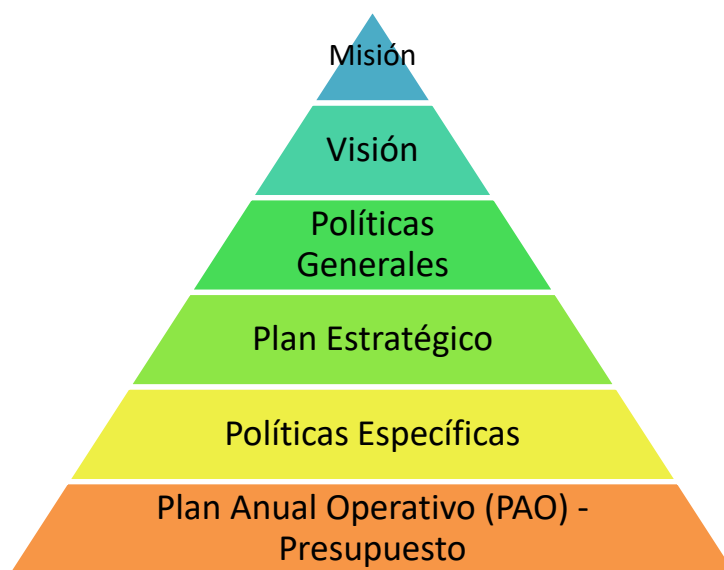 Misión
Visión
Políticas
Generales
Plan Estratégico
Políticas Específicas
Plan Anual Operativo (PAO) -
Presupuesto